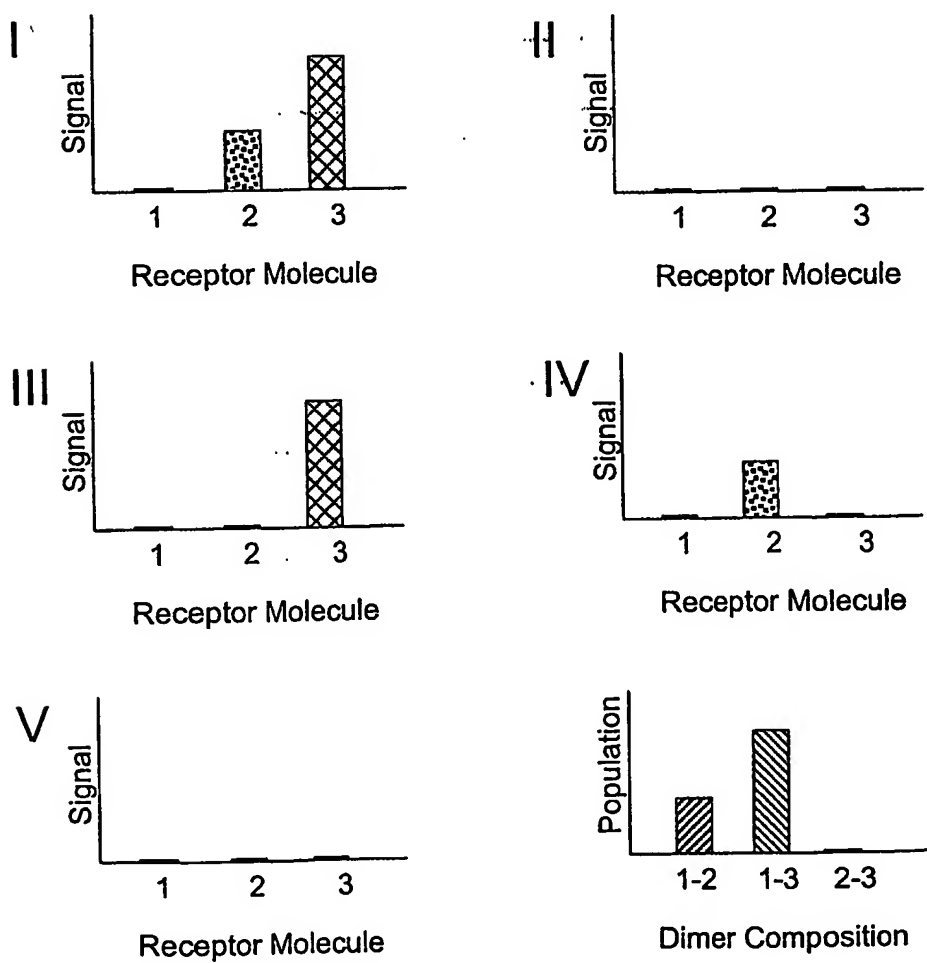 I
Signal
1 2 3
Receptor Molecule
II
Signal
1 2 3
Receptor Molecule
III
Signal
1 2 3
Receptor Molecule
IV
Signal
1 2 3
Receptor Molecule
V
Signal
1 2 3
Receptor Molecule
Population
1-2 1-3 2-3
Dimer Composition